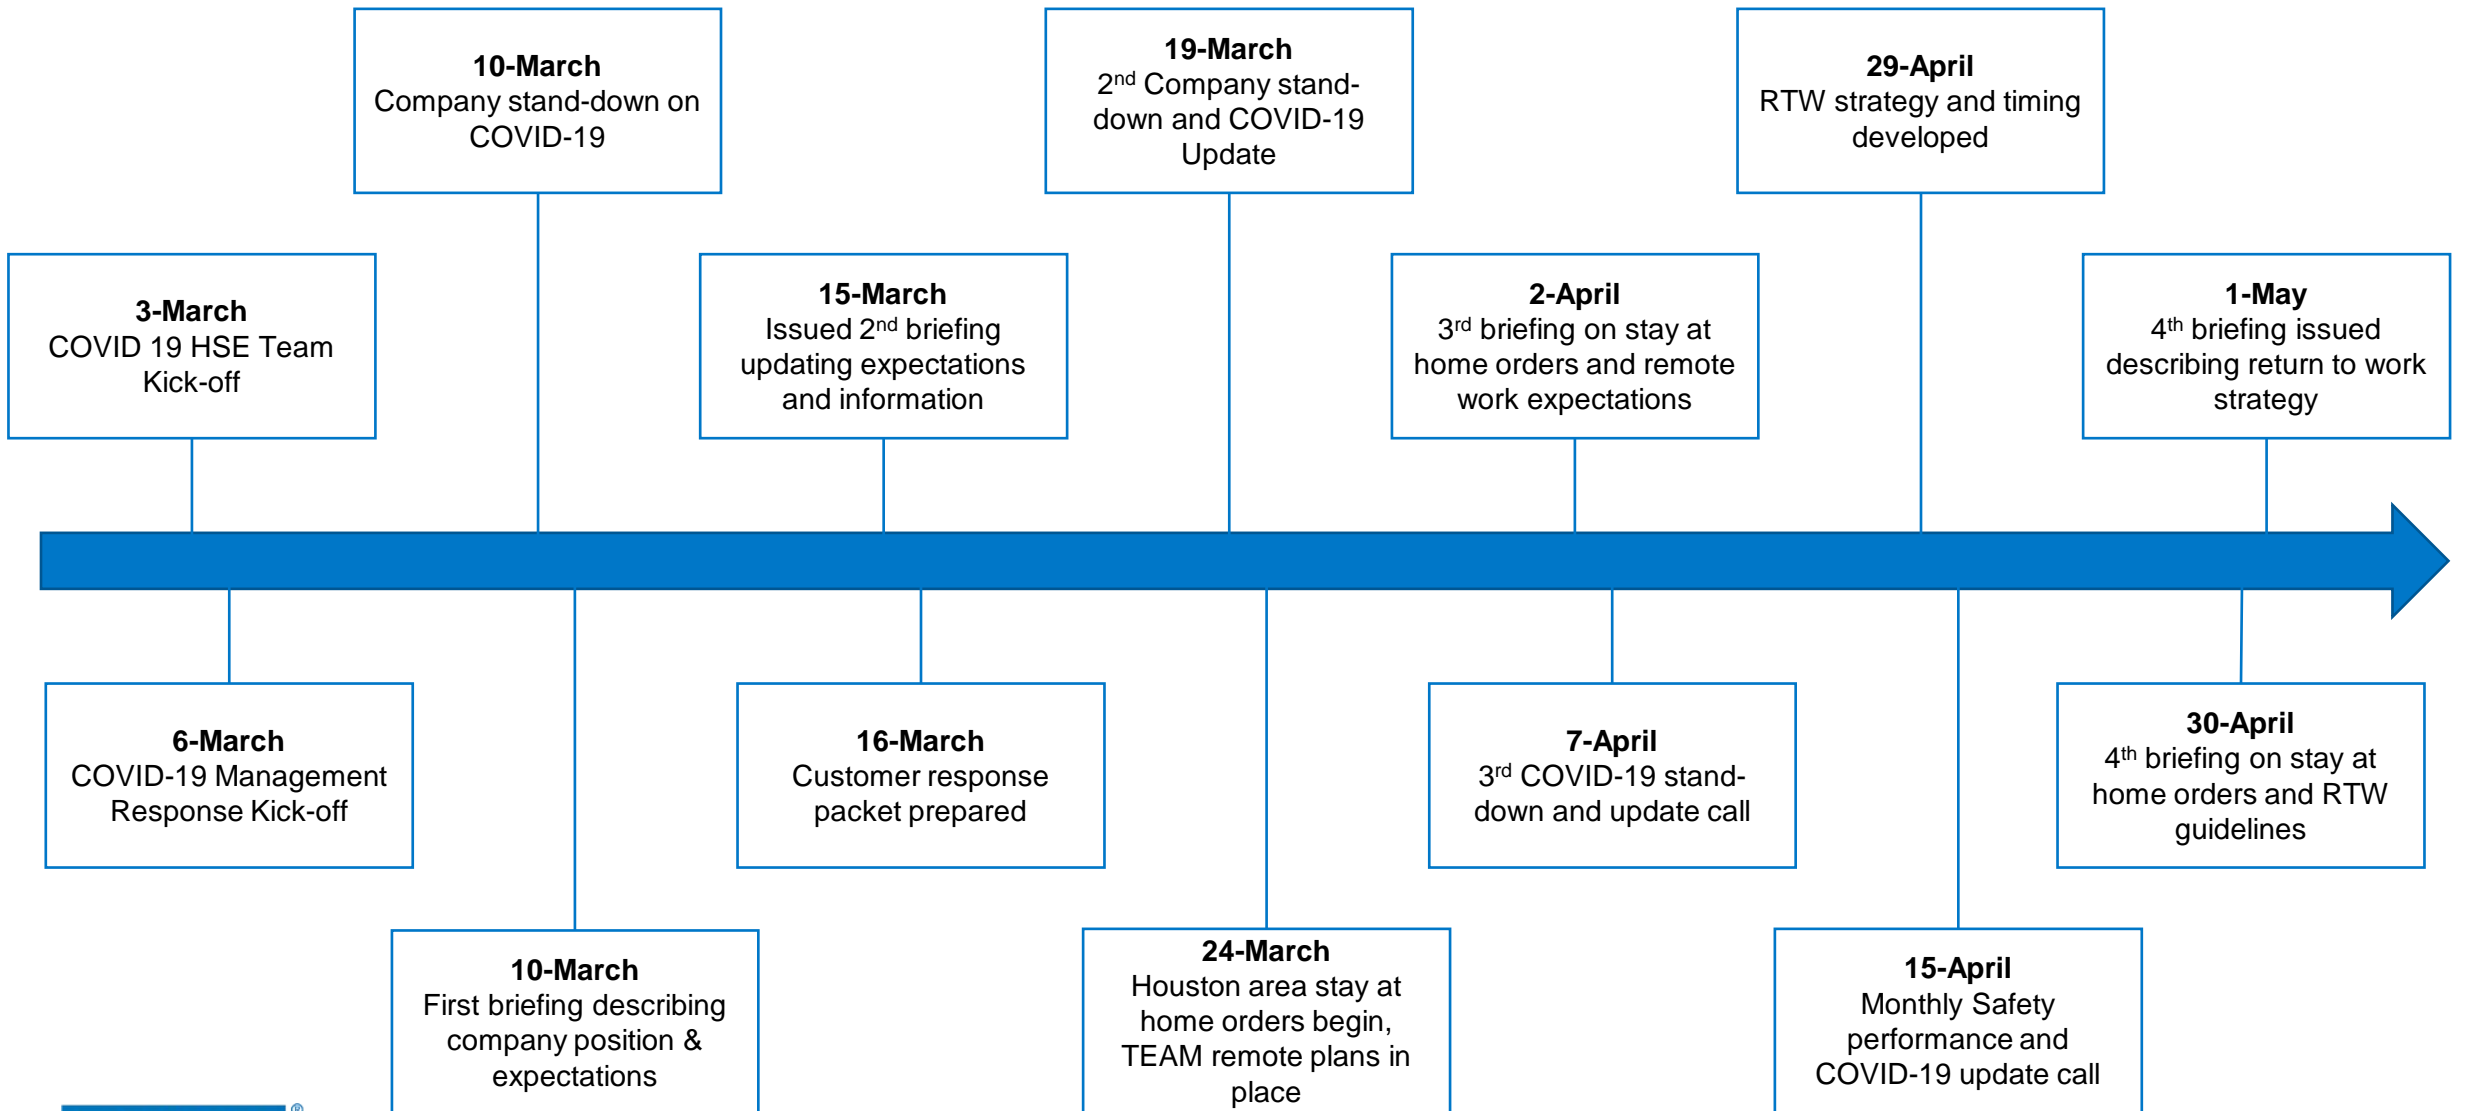 10-March
Company stand-down on
COVID-19
19-March
2nd Company stand-
down and COVID-19
Update
29-April
RTW strategy and timing
developed
3-March
COVID 19 HSE Team
Kick-off
15-March
Issued 2nd briefing
updating expectations
and information
2-April
3rd briefing on stay at
home orders and remote
work expectations
1-May
4th briefing issued
describing return to work
strategy
6-March
COVID-19 Management
Response Kick-off
16-March
Customer response
packet prepared
7-April
3rd COVID-19 stand-
down and update call
30-April
4th briefing on stay at
home orders and RTW
guidelines
10-March
First briefing describing
company position &
expectations
24-March
Houston area stay at
home orders begin,
TEAM remote plans in
place
15-April
Monthly Safety
performance and
COVID-19 update call
®